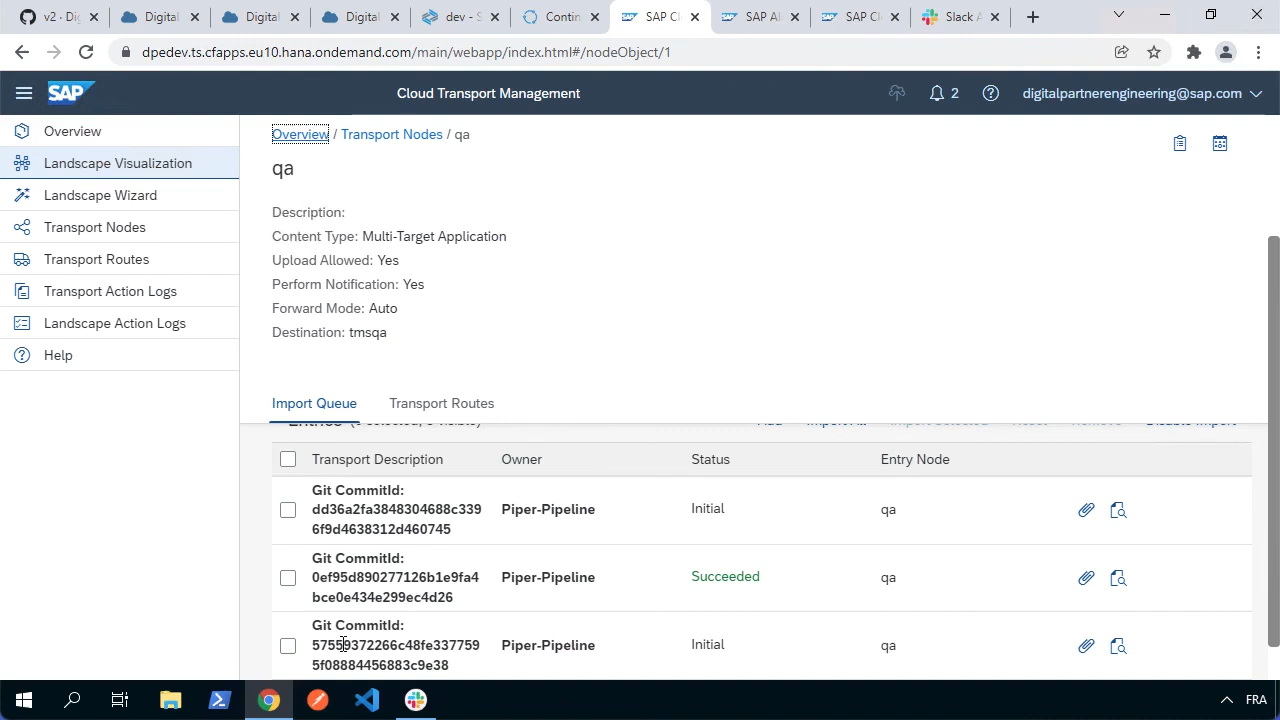 v2 · Di
Digital
Digital
Digital
dev - S
Contin
SAP Cl
SAP Al
SAP Cl
Slack A
dpedev.ts.cfapps.eu10.hana.ondemand.com/main/webapp/index.html#/nodeObject/1
SAP
Cloud Transport Management
2
digitalpartnerengineering@sap.com
Overview
Landscape Visualization
Landscape Wizard
Transport Nodes
Transport Routes
Transport Action Logs
Landscape Action Logs
Help
Overview / Transport Nodes / qa
qa
Description:
Content Type: Multi-Target Application
Upload Allowed: Yes
Perform Notification: Yes
Forward Mode: Auto
Destination: tmsqa
Import Queue
Transport Routes
Transport Description Owner Status Entry Node
Git CommitId:
dd36a2fa3848304688c339
6f9d4638312d460745
Piper-Pipeline
Initial
qa
Git CommitId:
0ef95d890277126b1e9fa4
bce0e434e299ec4d26
Piper-Pipeline
Succeeded
qa
Git CommitId:
57559372266c48fe337759
5f08884456883c9e38
Piper-Pipeline
Initial
qa
FRA